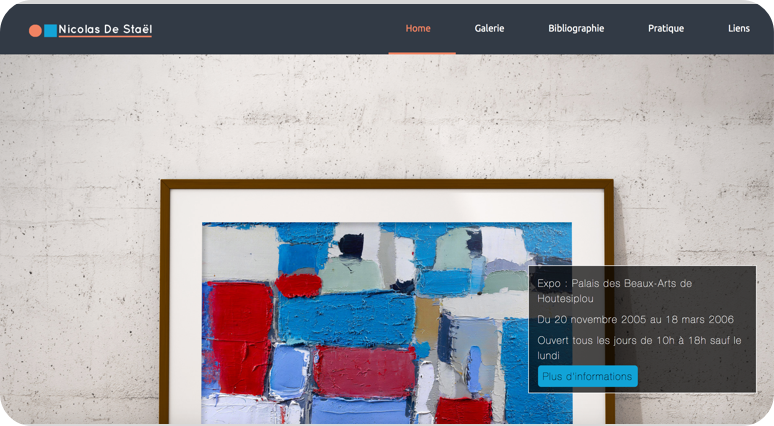 Nicolas De Staël
Home
Galerie
Bibliographie
Pratique
Liens
Expo : Palais des Beaux-Arts de
Houtesiplou
Du 20 novembre 2005 au 18 mars 2006
Ouvert tous les jours de 10h à 18h sauf le
lundi
Plus d'informations